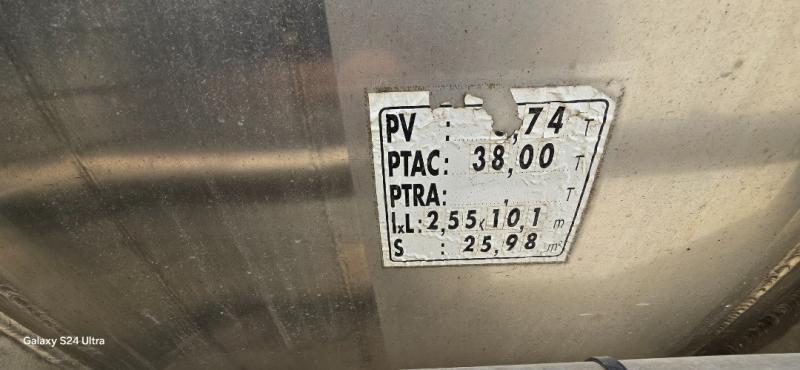 PV : ,74 T
PTAC: 38,00 T
PTRA: , T
lxL: 2,55x10,1 m
S : 25,98 m²
Galaxy S24 Ultra